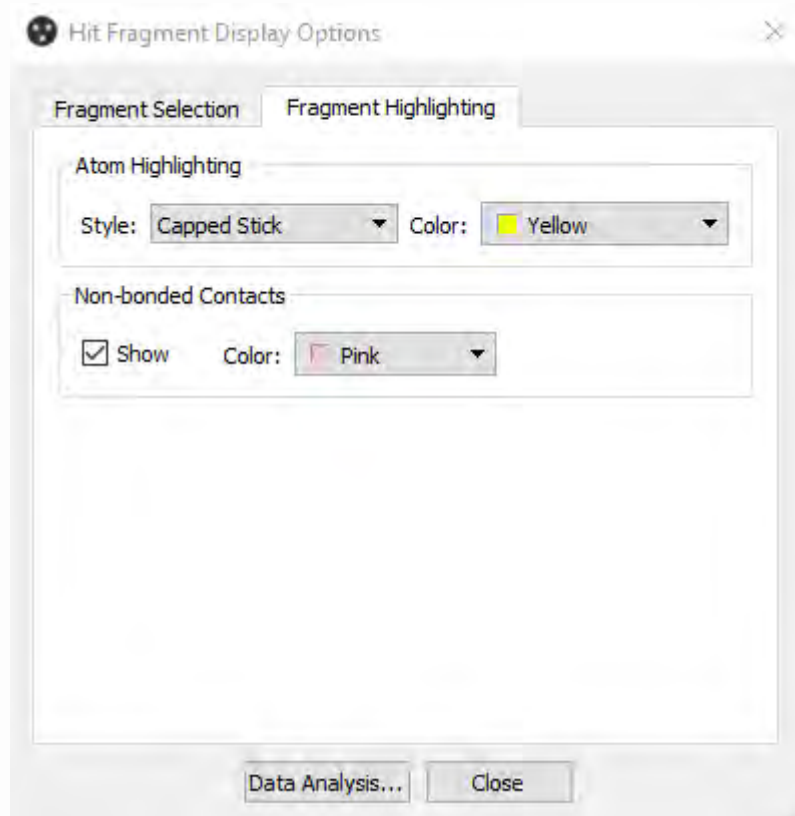 Hit Fragment Display Options
Fragment Selection Fragment Highlighting
Atom Highlighting
Style: Capped Stick Color: Yellow
Non-bonded Contacts
Show Color: Pink
Data Analysis... Close